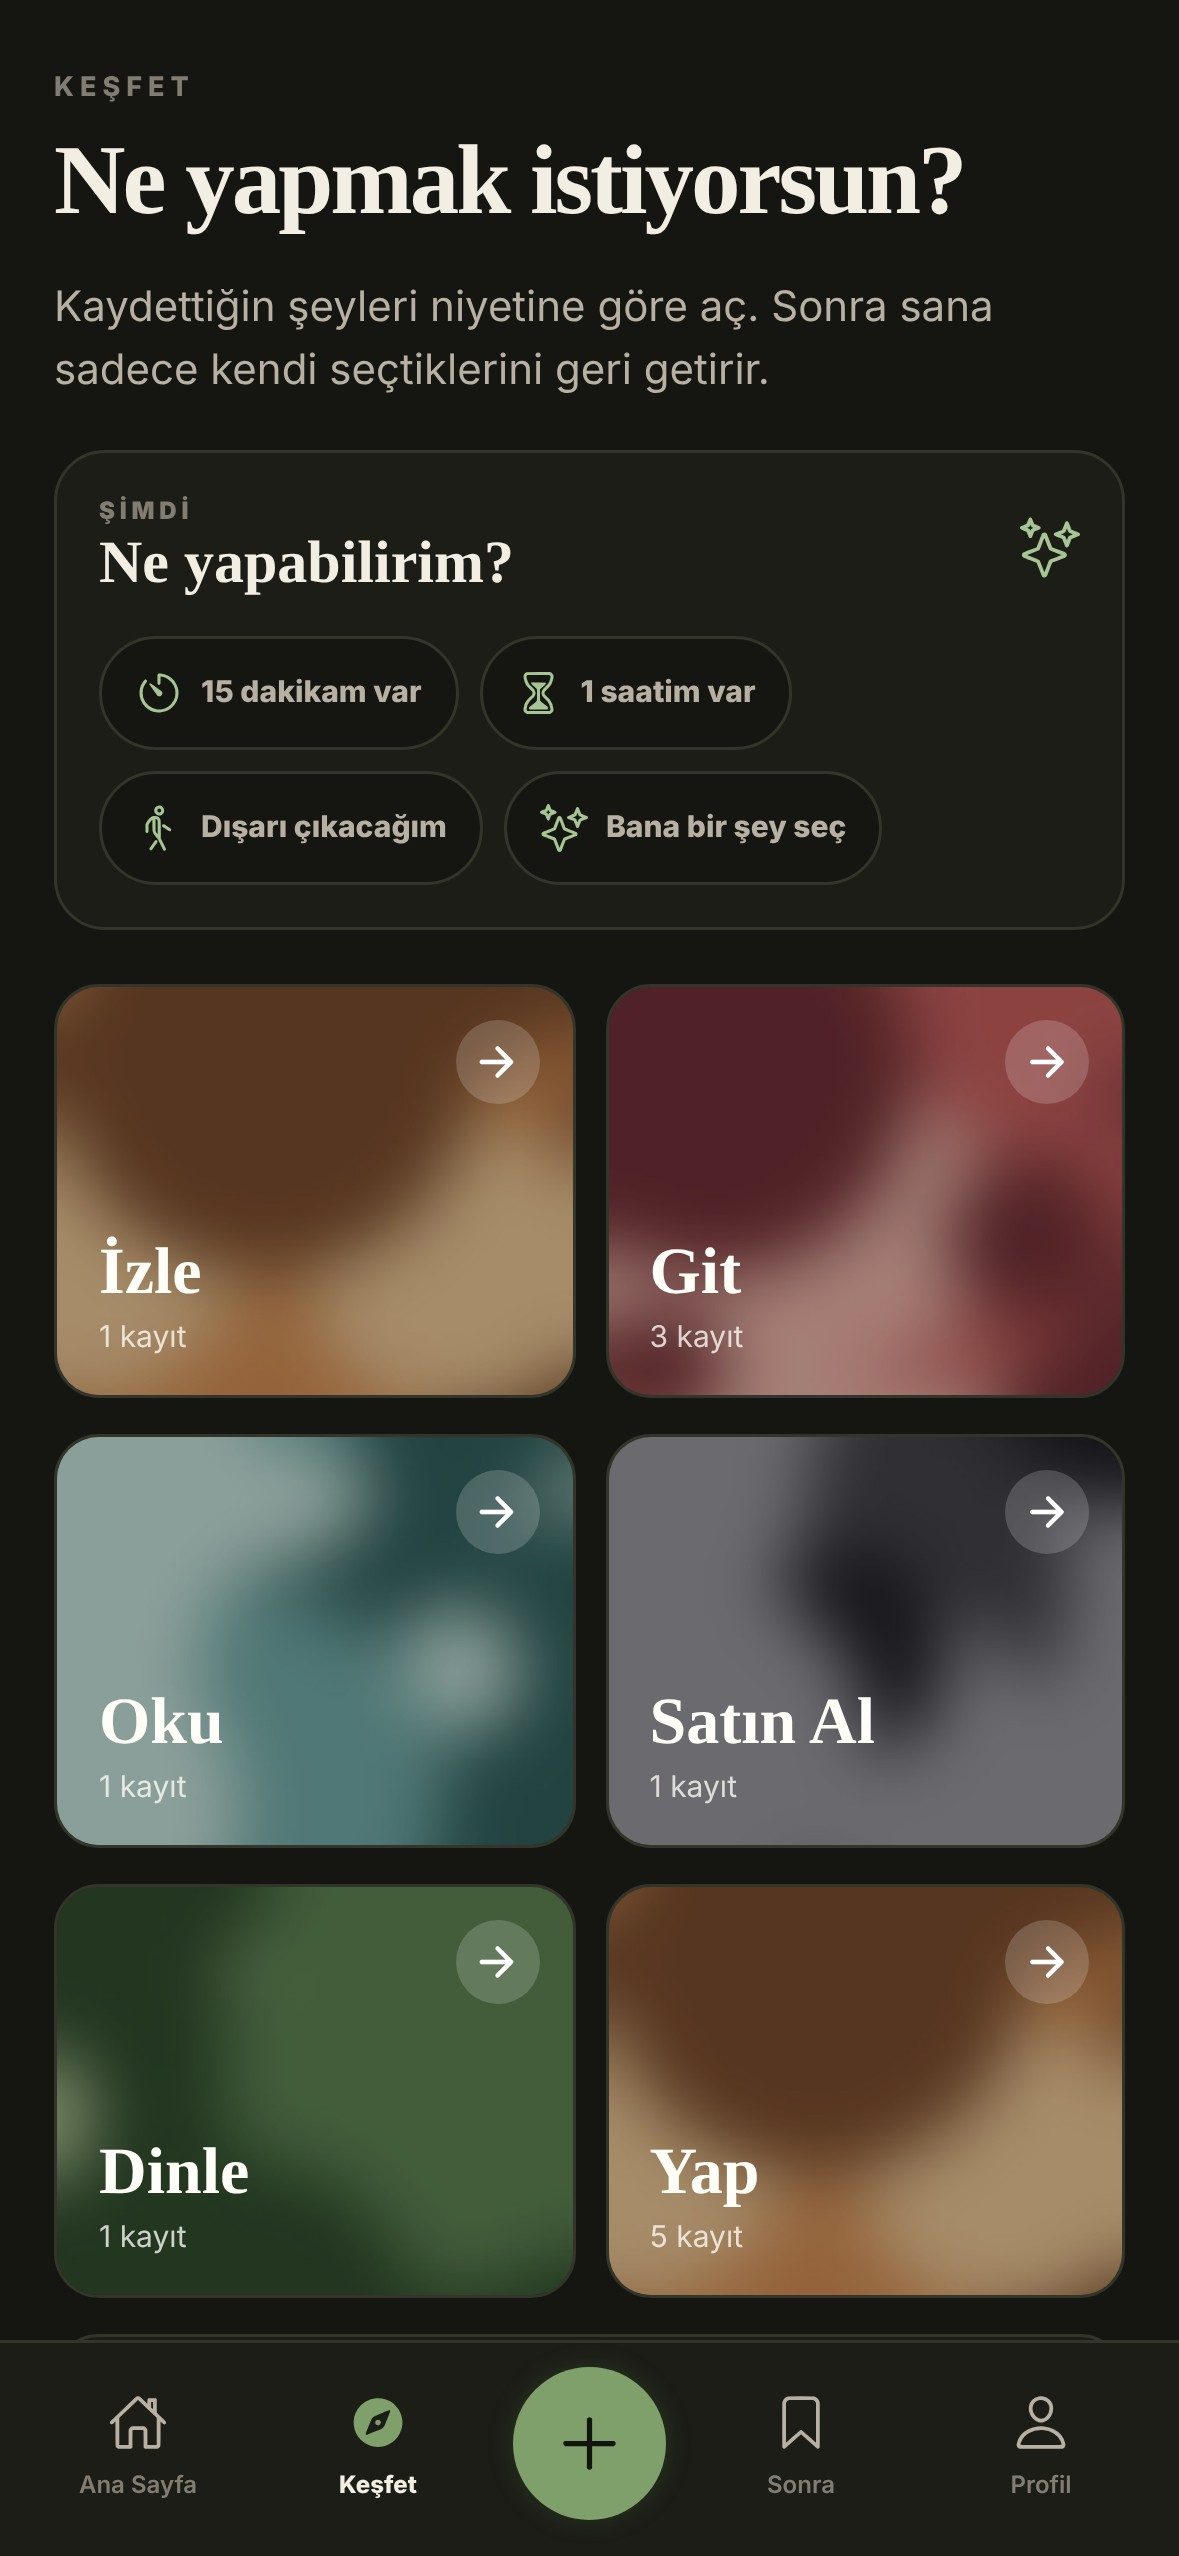 KEŞFET
Ne yapmak istiyorsun?
Kaydettiğin şeyleri niyetine göre aç. Sonra sana
sadece kendi seçtiklerini geri getirir.
ŞİMDİ
Ne yapabilirim?
15 dakikam var
1 saatim var
Dışarı çıkacağım
Bana bir şey seç
İzle
1 kayıt
Git
3 kayıt
Oku
1 kayıt
Satın Al
1 kayıt
Dinle
1 kayıt
Yap
5 kayıt
Ana Sayfa
Keşfet
Sonra
Profil